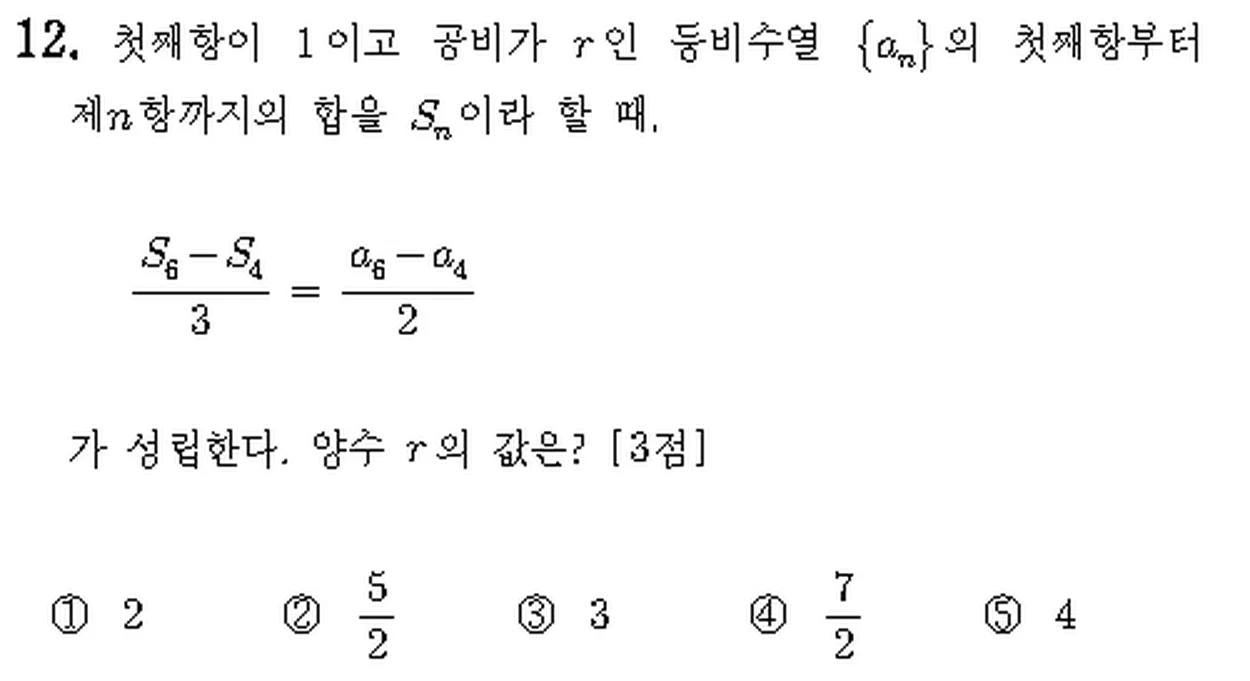 12. 첫째항이 1이고 공비가 r인 등비수열 {aₙ}의 첫째항부터
제n항까지의 합을 Sₙ이라 할 때,
(S₆ − S₄)/3 = (a₆ − a₄)/2
가 성립한다. 양수 r의 값은? [3점]
① 2 ② 5/2 ③ 3 ④ 7/2 ⑤ 4